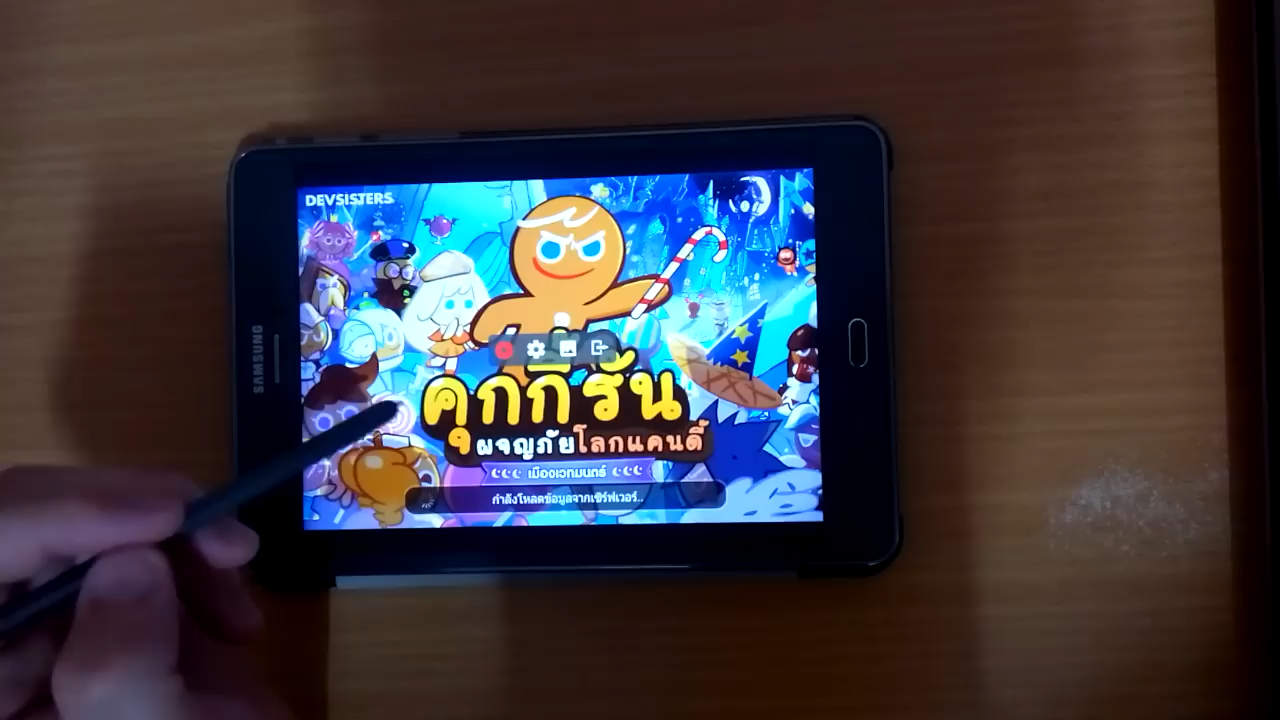 DEVSISTERS
SAMSUNG
คุกกี้รัน
ผจญภัยโลกแคนดี้
เมืองเวทมนตร์
กำลังโหลดข้อมูลจากเซิร์ฟเวอร์..